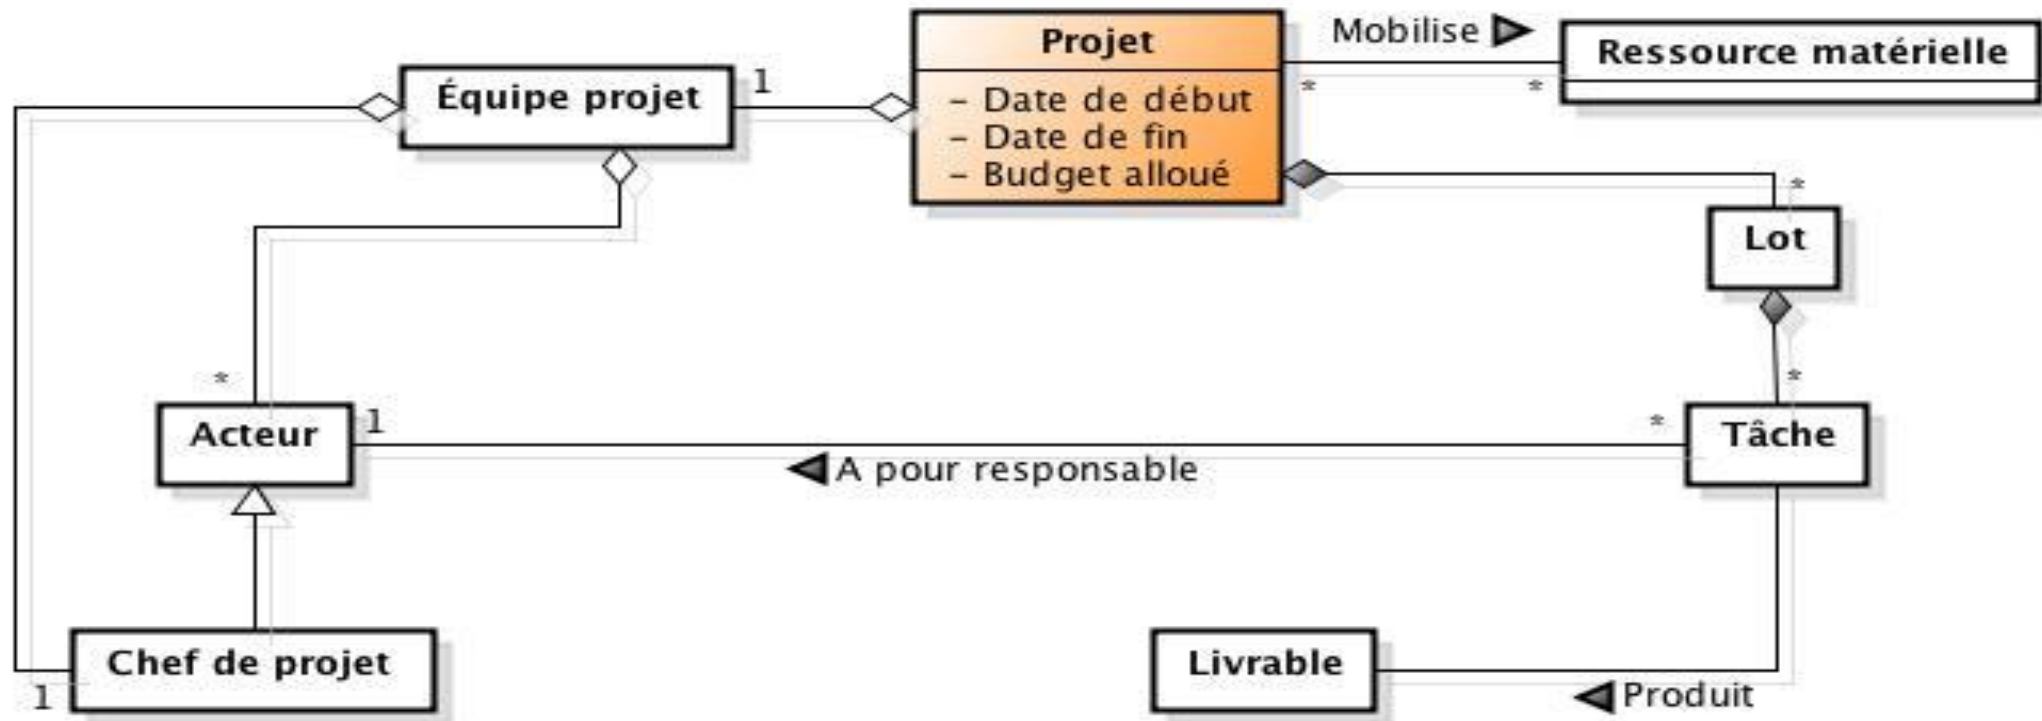 Projet
- Date de début
- Date de fin
- Budget alloué
Mobilise
Ressource matérielle
*
*
Équipe projet
1
*
Lot
*
*
Acteur
1
*
Tâche
A pour responsable
Chef de projet
1
Livrable
Produit